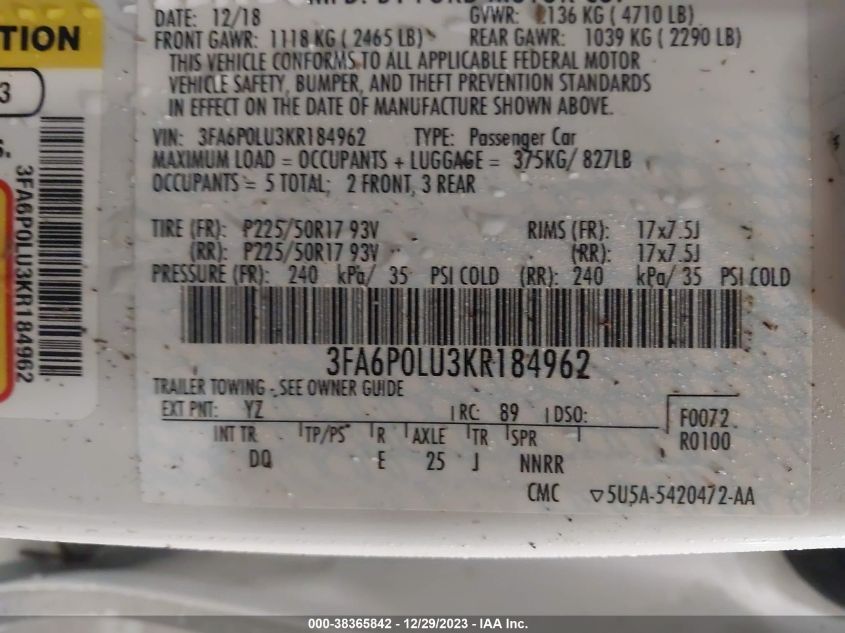 MFD. BY FORD MOTOR CO.
DATE: 12/18 GVWR: 2136 KG ( 4710 LB)
FRONT GAWR: 1118 KG ( 2465 LB) REAR GAWR: 1039 KG ( 2290 LB)
THIS VEHICLE CONFORMS TO ALL APPLICABLE FEDERAL MOTOR
VEHICLE SAFETY, BUMPER, AND THEFT PREVENTION STANDARDS
IN EFFECT ON THE DATE OF MANUFACTURE SHOWN ABOVE.
VIN: 3FA6P0LU3KR184962 TYPE: Passenger Car
MAXIMUM LOAD = OCCUPANTS + LUGGAGE = 375KG/ 827LB
OCCUPANTS = 5 TOTAL; 2 FRONT, 3 REAR
TIRE (FR): P225/50R17 93V RIMS (FR): 17x7.5J
(RR): P225/50R17 93V (RR): 17x7.5J
PRESSURE (FR): 240 kPa/ 35 PSI COLD (RR): 240 kPa/ 35 PSI COLD
3FA6P0LU3KR184962
TRAILER TOWING - SEE OWNER GUIDE
EXT PNT: YZ RC: 89 DSO: F0072
R0100
INT TR TP/PS R AXLE TR SPR
DQ E 25 J NNRR
CMC ▽5U5A-5420472-AA
TION
3
S.
3FA6P0LU3KR184962
000-38365842 - 12/29/2023 - IAA Inc.